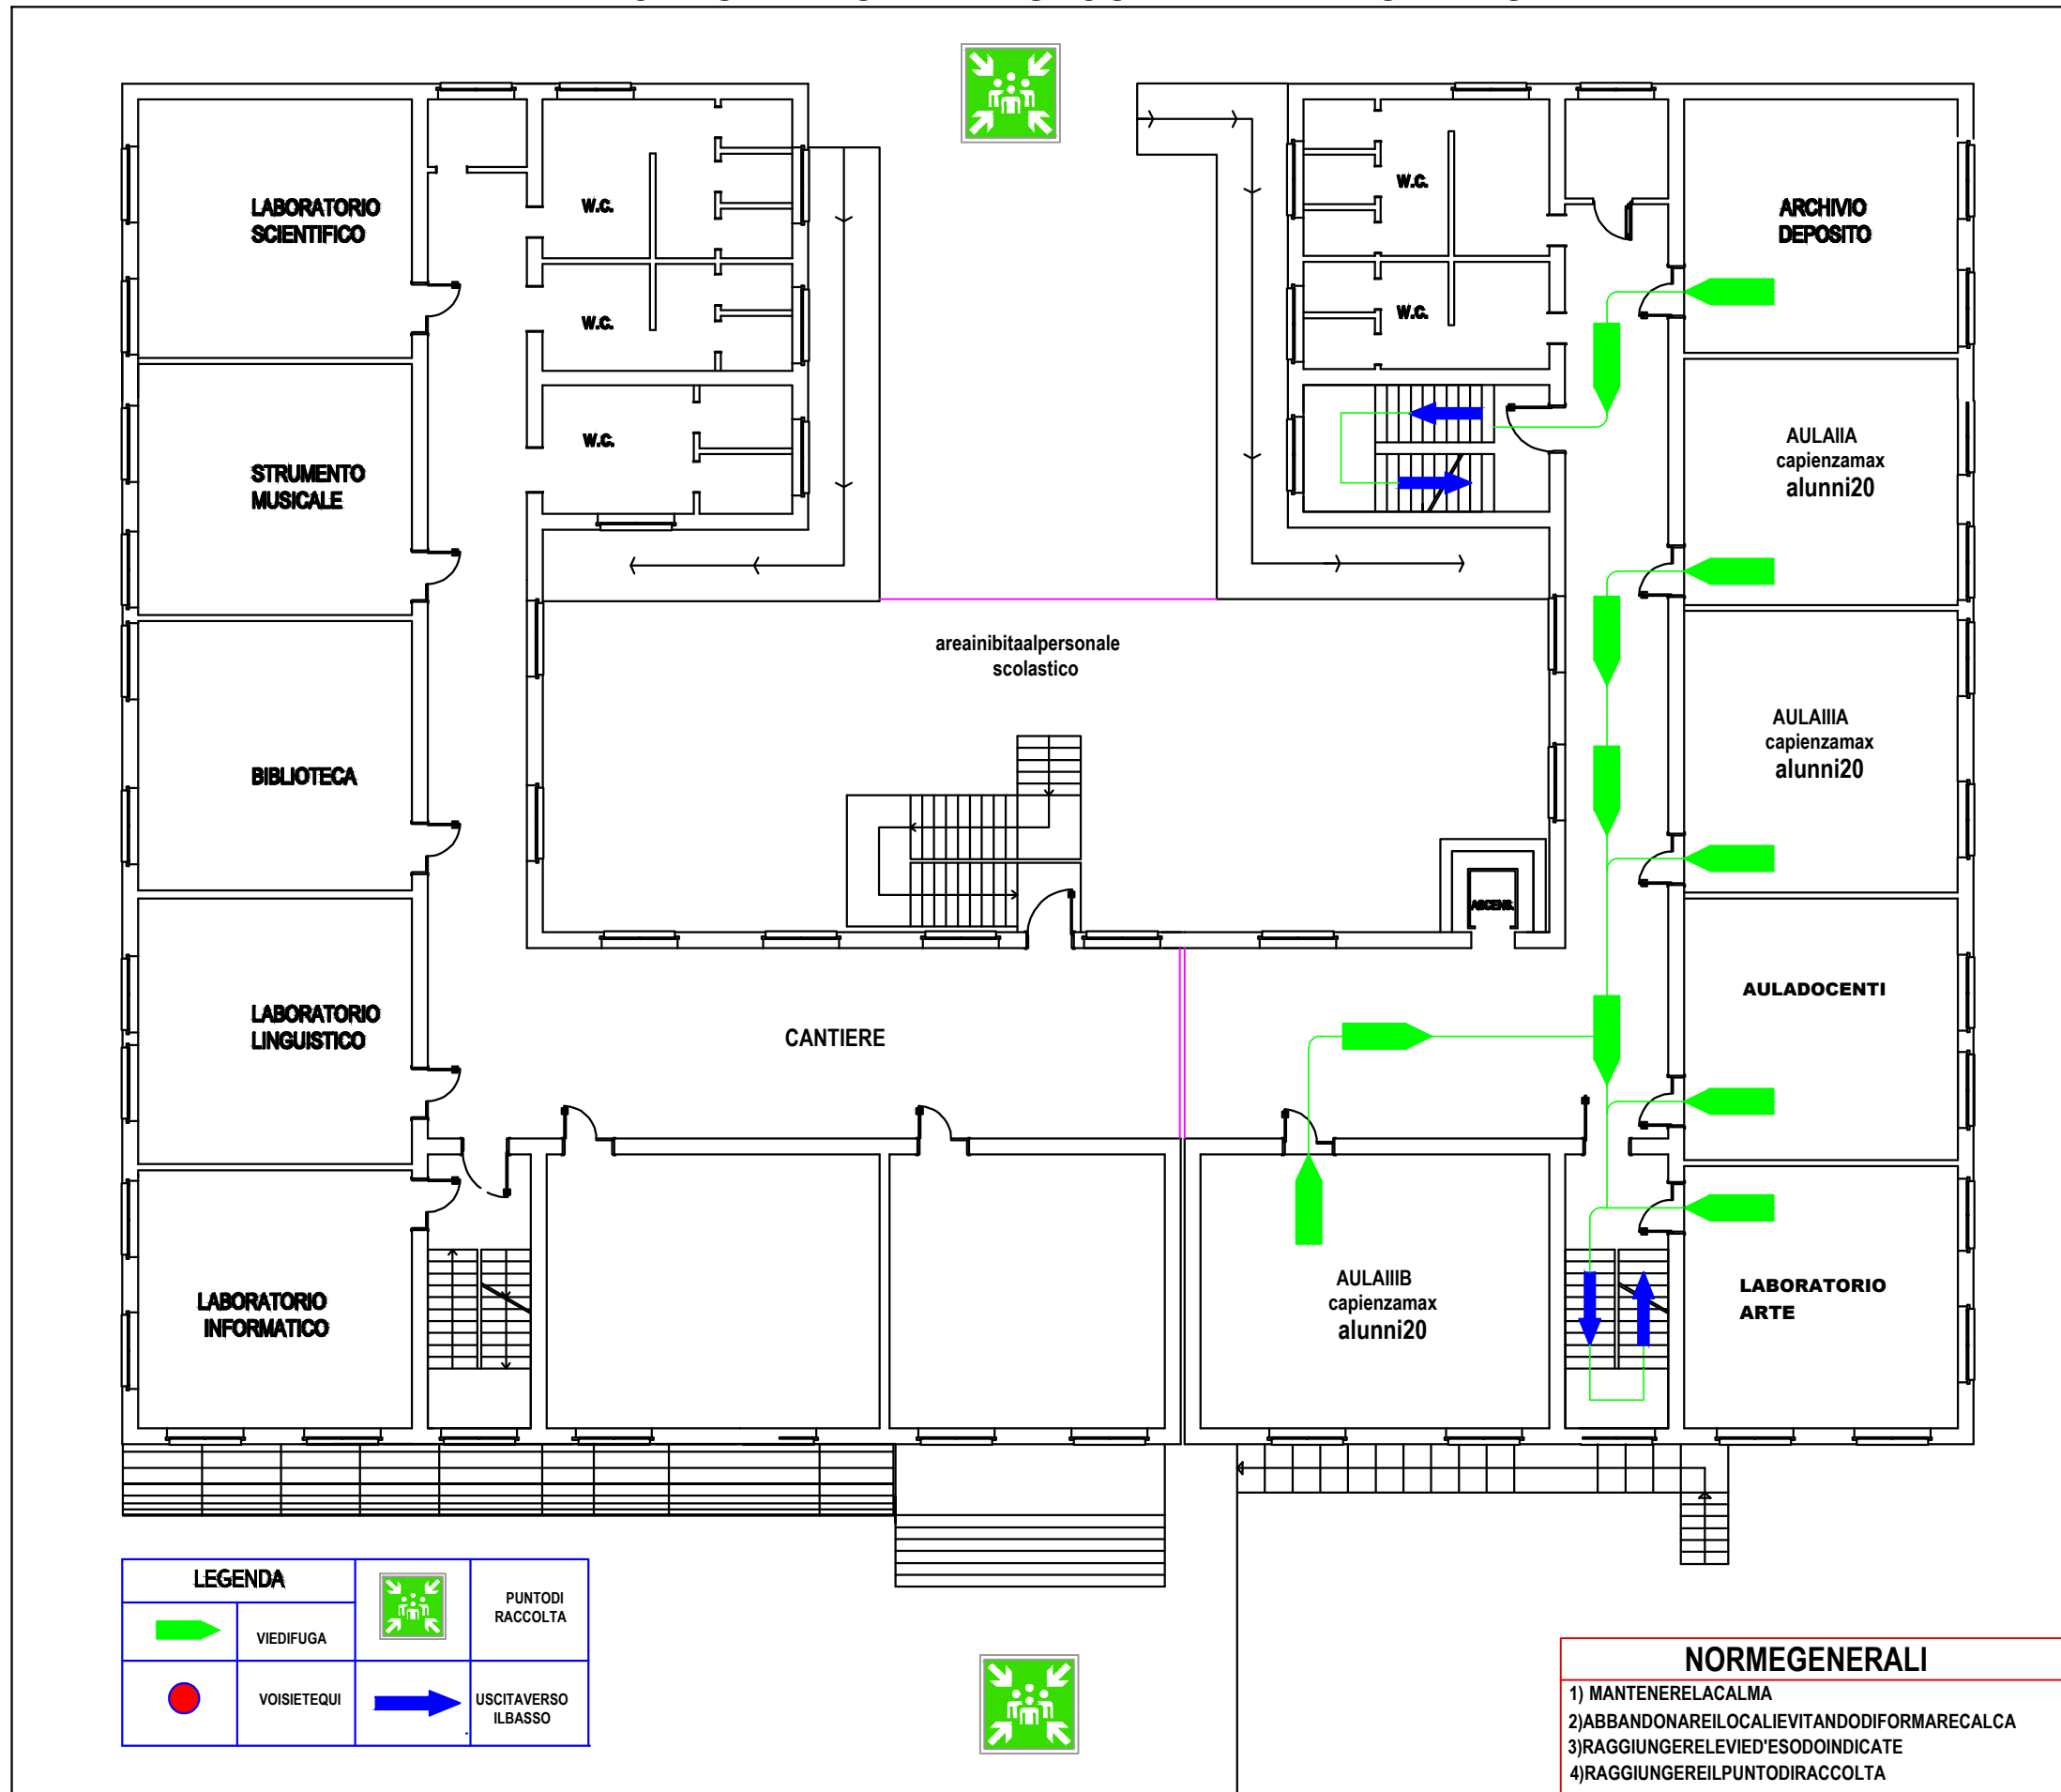 LABORATORIO
SCIENTIFICO
W.C.
W.C.
ARCHIVIO
DEPOSITO
W.C.
W.C.
W.C.
STRUMENTO
MUSICALE
AULAIIA
capienzamax
alunni20
areainibitaalpersonale
scolastico
BIBLIOTECA
AULAIIIA
capienzamax
alunni20
ASCENS.
LABORATORIO
LINGUISTICO
CANTIERE
AULADOCENTI
LABORATORIO
INFORMATICO
AULAIIIB
capienzamax
alunni20
LABORATORIO
ARTE
LEGENDA
VIEDIFUGA
PUNTODI
RACCOLTA
VOISIETEQUI
USCITAVERSO
ILBASSO
NORMEGENERALI
1) MANTENERELACALMA
2)ABBANDONAREILOCALIEVITANDODIFORMARECALCA
3)RAGGIUNGERELEVIED'ESODOINDICATE
4)RAGGIUNGEREILPUNTODIRACCOLTA